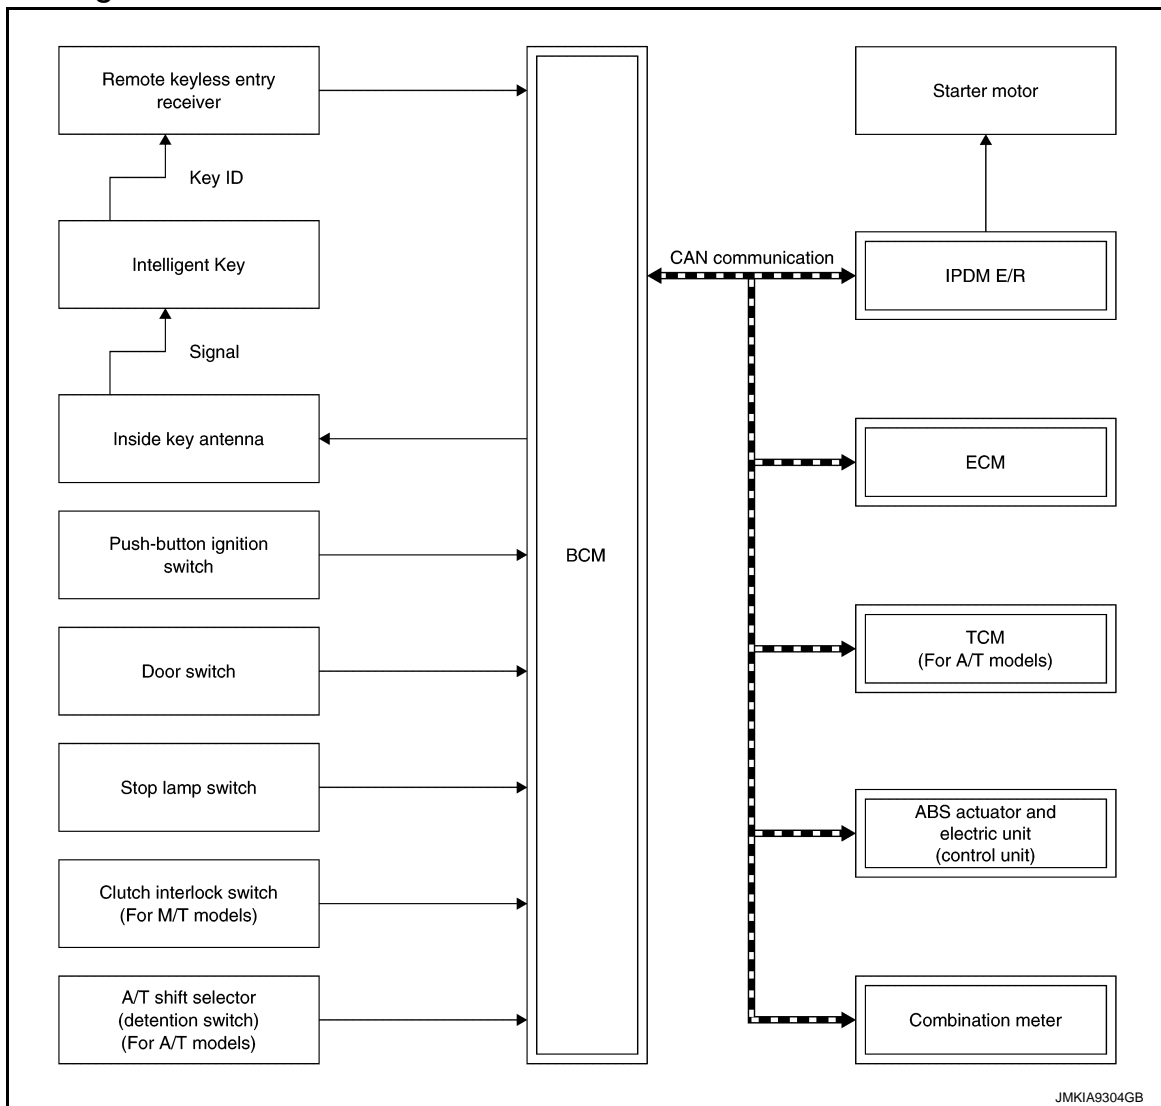 Remote keyless entry
receiver
Key ID
Intelligent Key
Signal
Inside key antenna
Push-button ignition
switch
Door switch
Stop lamp switch
Clutch interlock switch
(For M/T models)
A/T shift selector
(detention switch)
(For A/T models)
BCM
CAN communication
Starter motor
IPDM E/R
ECM
TCM
(For A/T models)
ABS actuator and
electric unit
(control unit)
Combination meter
JMKIA9304GB